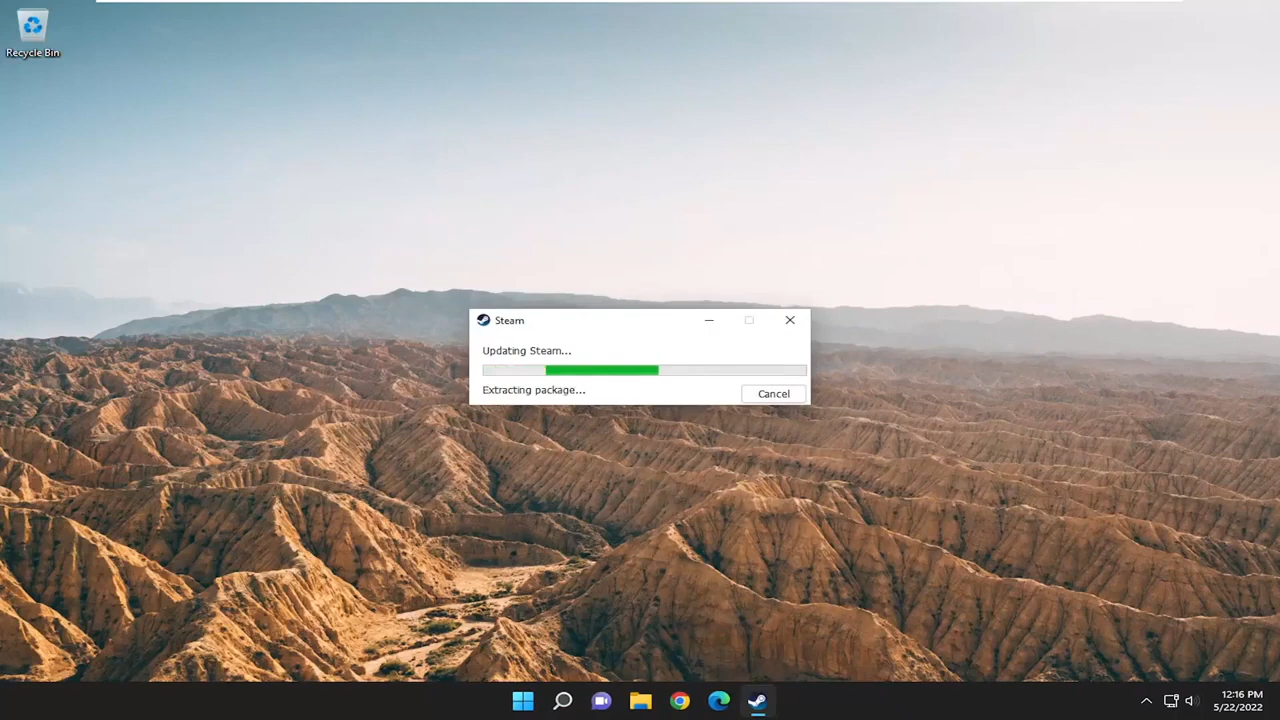 Recycle Bin
Steam
Updating Steam...
Extracting package...
Cancel
12:16 PM
5/22/2022